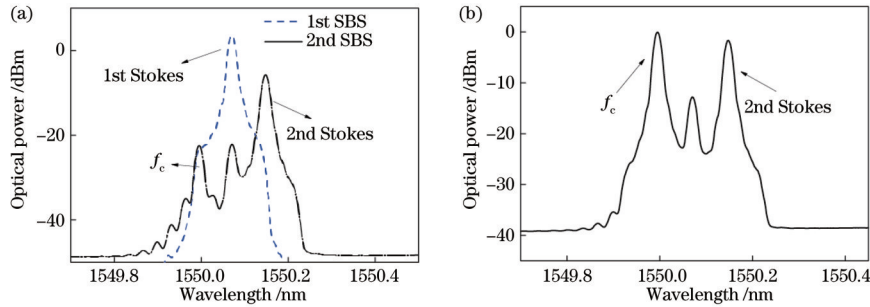 (a)
1st SBS
2nd SBS
1st Stokes
2nd Stokes
fc
0
−20
−40
Optical power /dBm
1549.8
1550.0
1550.2
1550.4
Wavelength /nm
(b)
fc
2nd Stokes
0
−10
−20
−30
−40
Optical power /dBm
1549.8
1550.0
1550.2
1550.4
Wavelength /nm